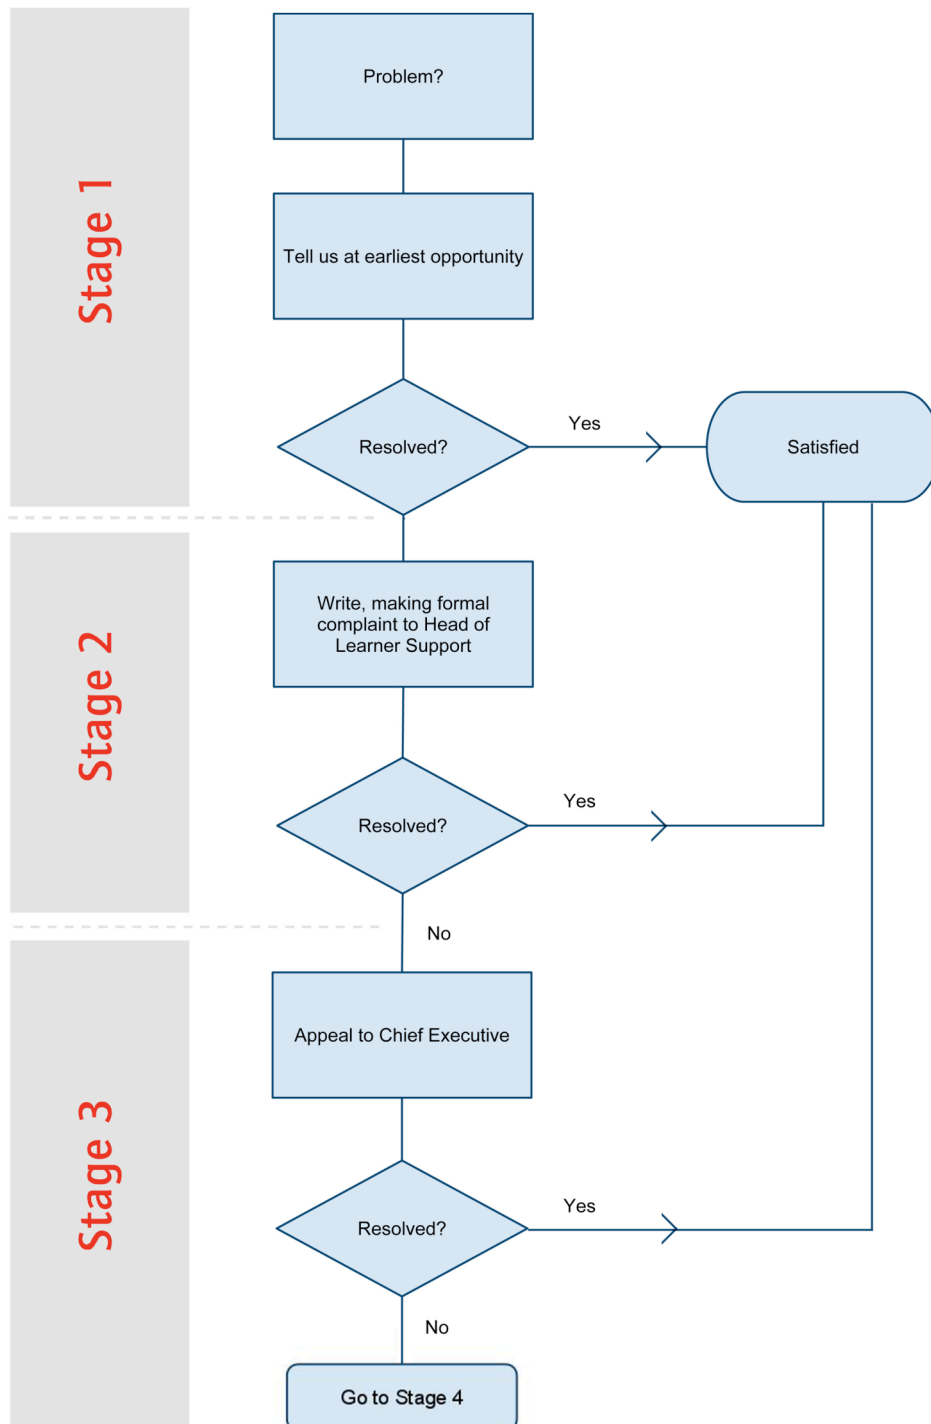 Stage 1
Problem?
Tell us at earliest opportunity
Resolved?
Yes
Satisfied
Stage 2
Write, making formal
complaint to Head of
Learner Support
Resolved?
Yes
No
Stage 3
Appeal to Chief Executive
Resolved?
Yes
No
Go to Stage 4